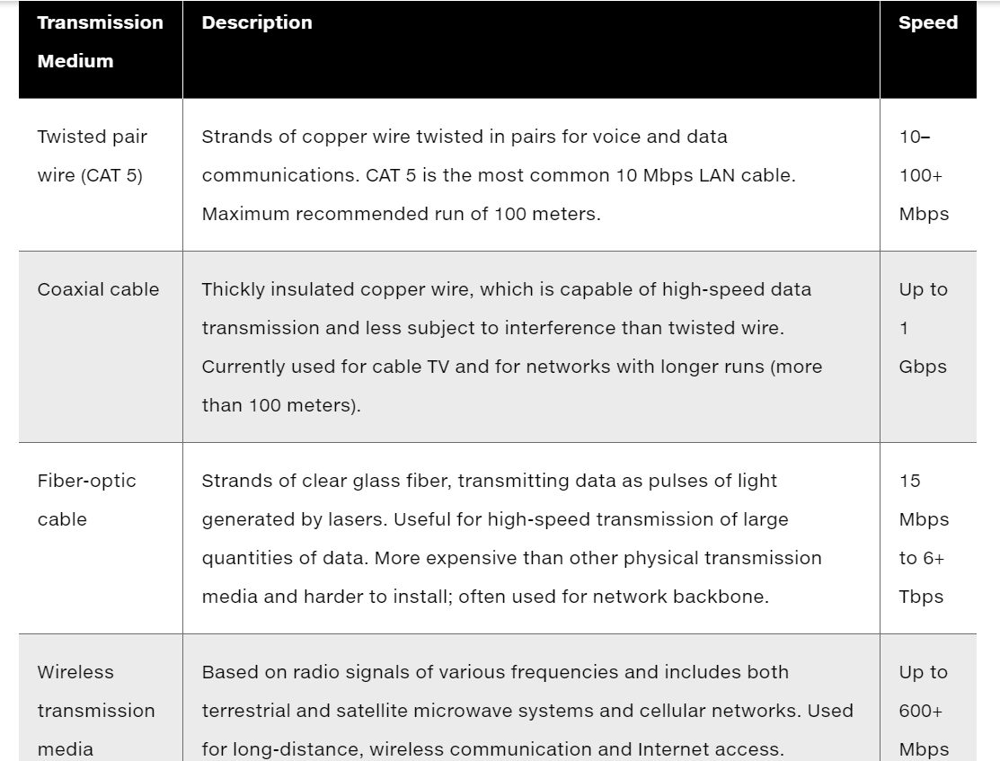 Transmission
Medium
Description
Speed
Twisted pair
wire (CAT 5)
Strands of copper wire twisted in pairs for voice and data
communications. CAT 5 is the most common 10 Mbps LAN cable.
Maximum recommended run of 100 meters.
10–
100+
Mbps
Coaxial cable
Thickly insulated copper wire, which is capable of high-speed data
transmission and less subject to interference than twisted wire.
Currently used for cable TV and for networks with longer runs (more
than 100 meters).
Up to
1
Gbps
Fiber-optic
cable
Strands of clear glass fiber, transmitting data as pulses of light
generated by lasers. Useful for high-speed transmission of large
quantities of data. More expensive than other physical transmission
media and harder to install; often used for network backbone.
15
Mbps
to 6+
Tbps
Wireless
transmission
media
Based on radio signals of various frequencies and includes both
terrestrial and satellite microwave systems and cellular networks. Used
for long-distance, wireless communication and Internet access.
Up to
600+
Mbps